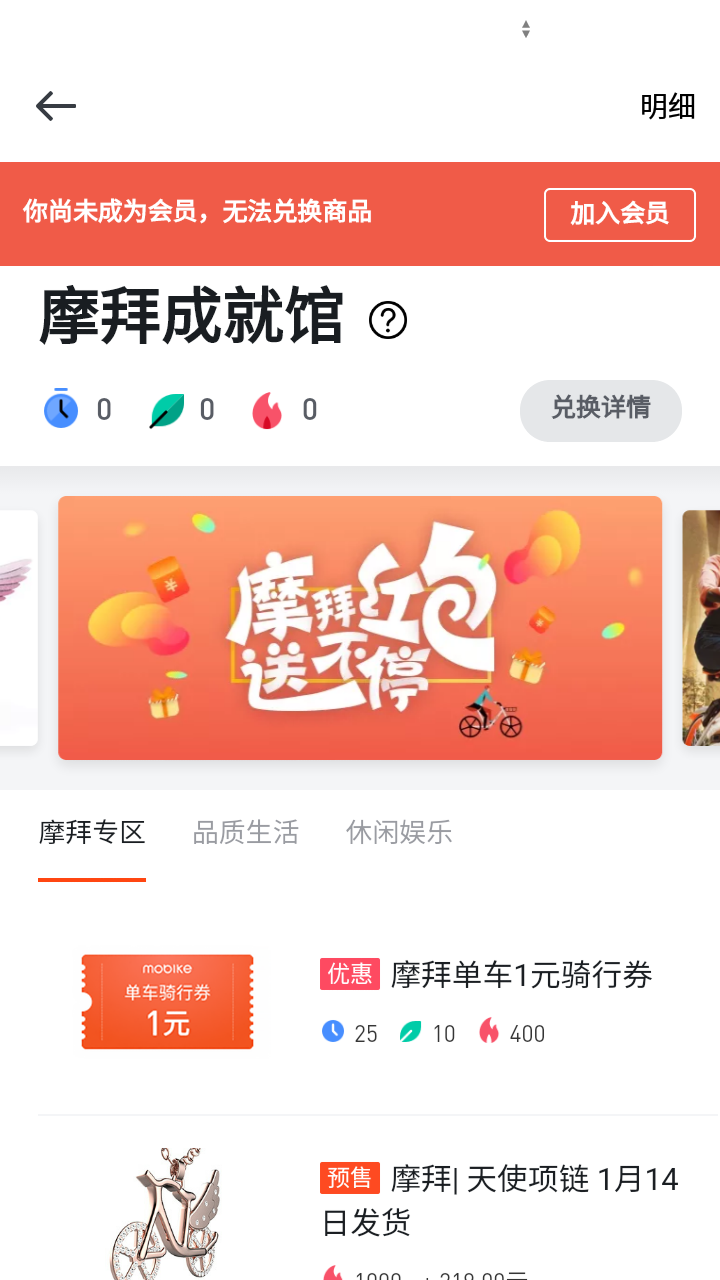 明细
你尚未成为会员，无法兑换商品
加入会员
摩拜成就馆 ?
0 0 0
兑换详情
摩拜红包
送不停
摩拜专区 品质生活 休闲娱乐
mobike
单车骑行券
1元
优惠 摩拜单车1元骑行券
25 10 400
预售 摩拜| 天使项链 1月14
日发货